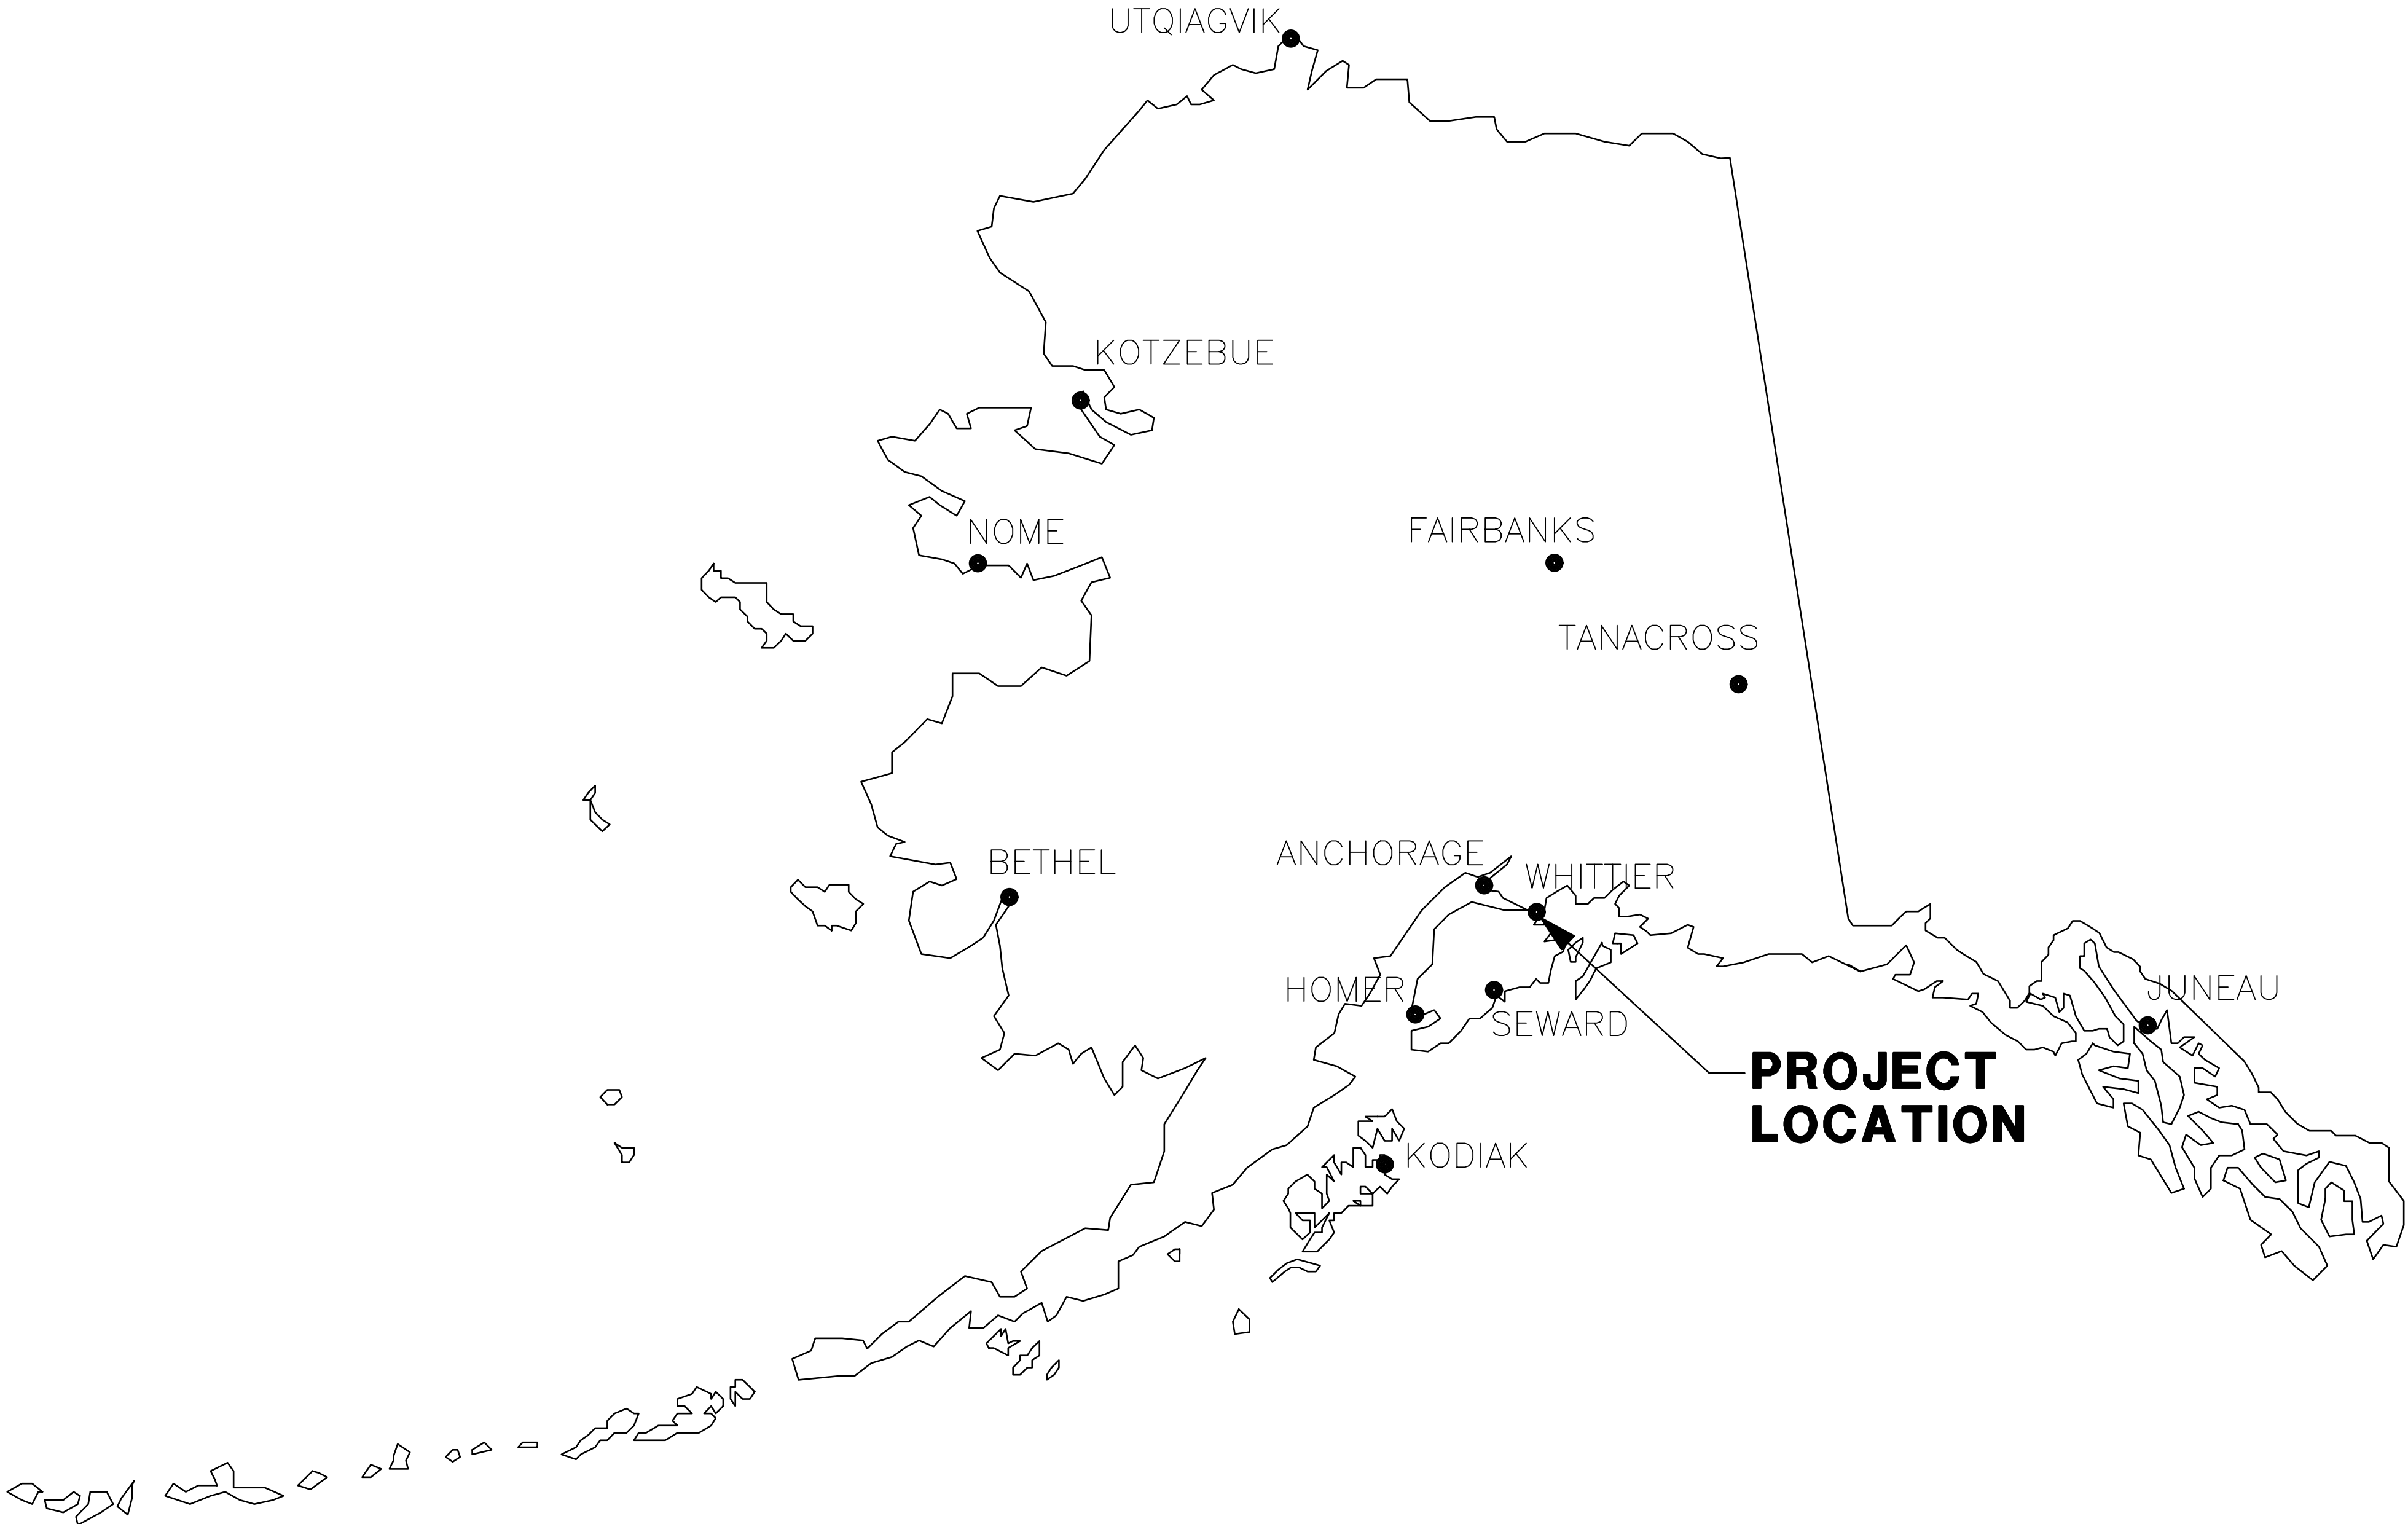 UTQIAGVIK
KOTZEBUE
NOME
FAIRBANKS
TANACROSS
ANCHORAGE
BETHEL
WHITTIER
HOMER
JUNEAU
SEWARD
PROJECT
LOCATION
KODIAK